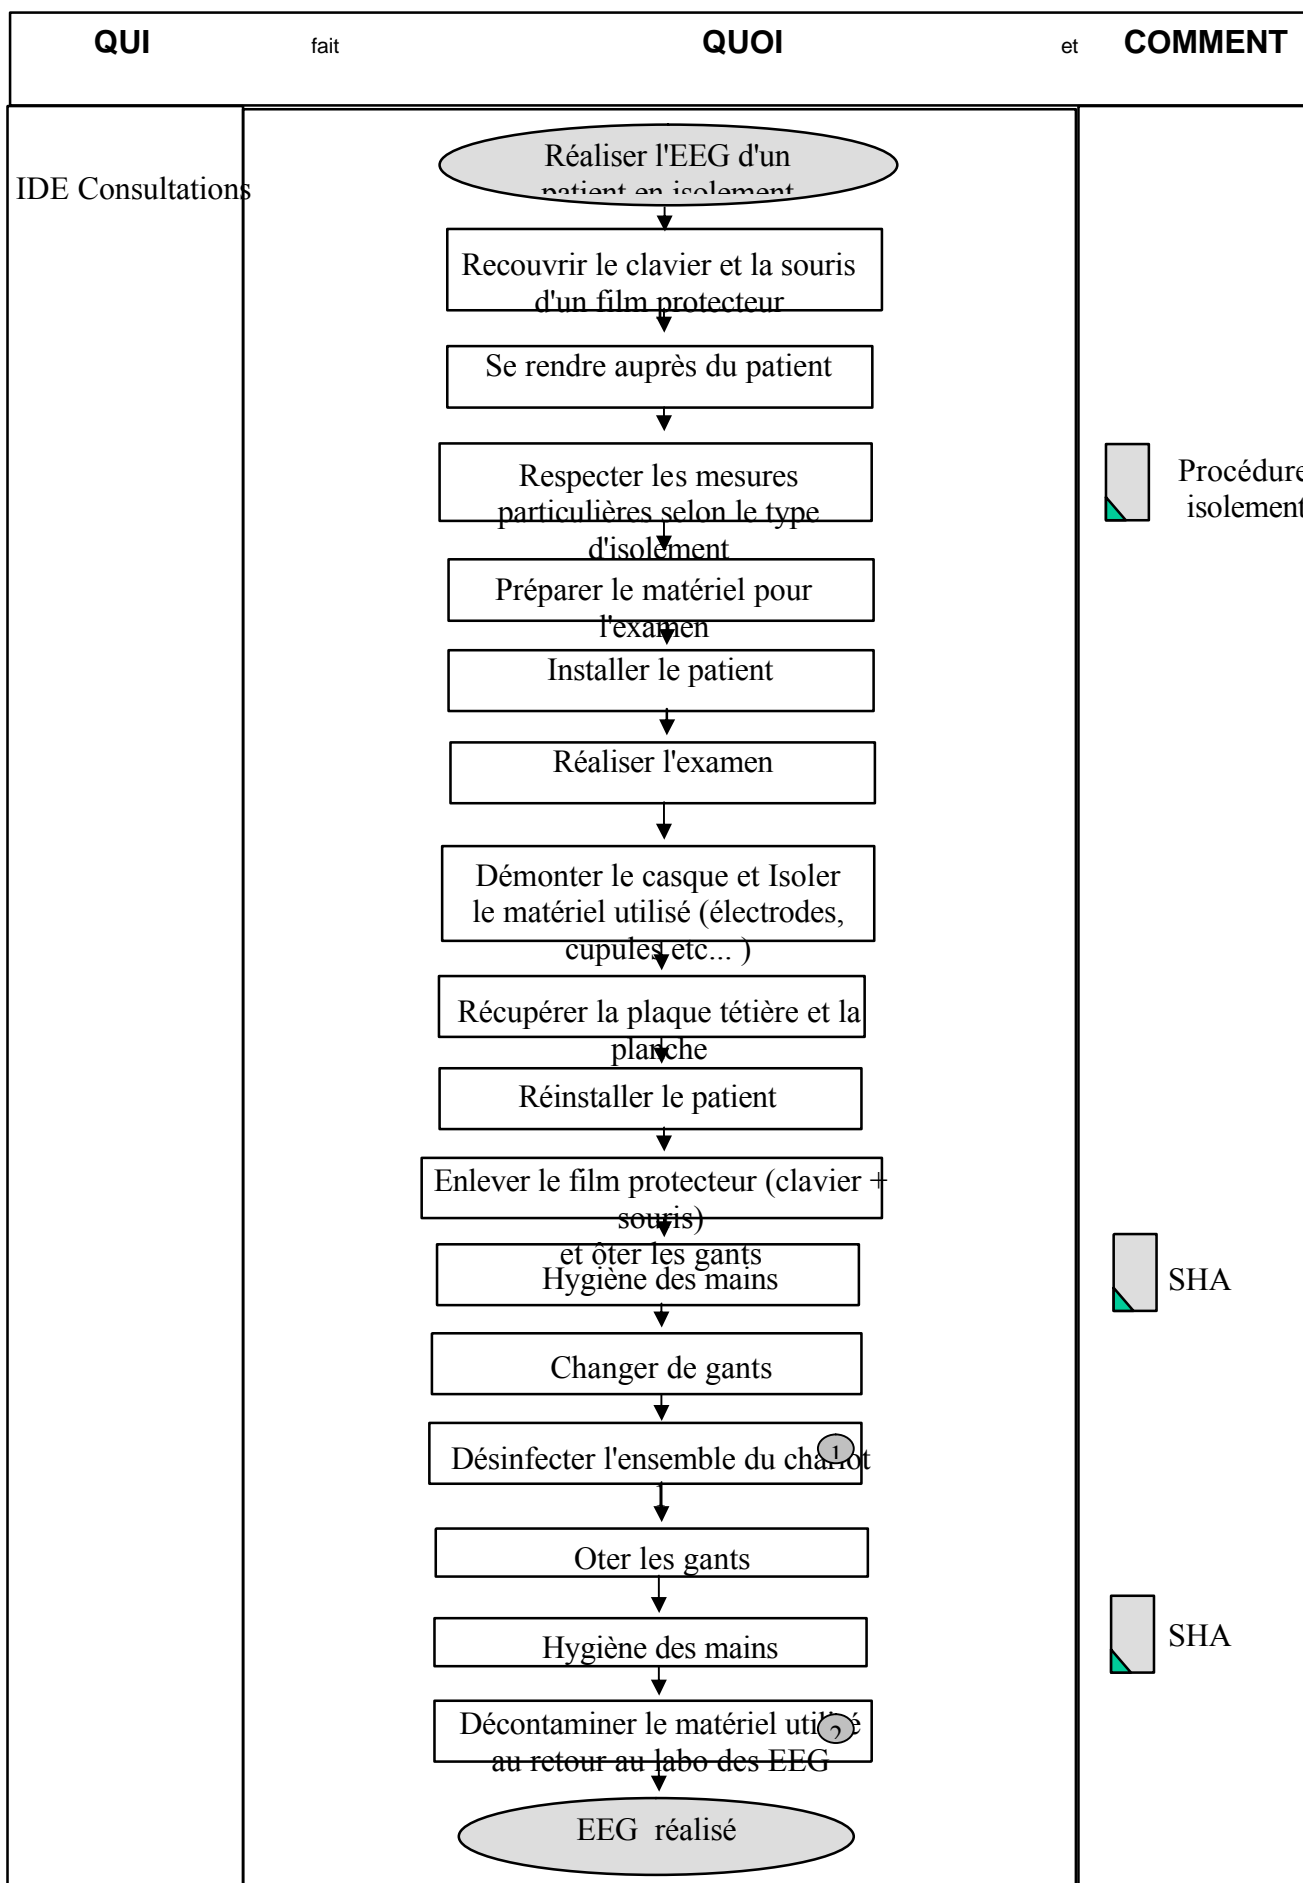 QUI fait QUOI et COMMENT
IDE Consultations
Réaliser l'EEG d'un
patient en isolement
Recouvrir le clavier et la souris
d'un film protecteur
Se rendre auprès du patient
Respecter les mesures
particulières selon le type
d'isolement
Procédure
isolement
Préparer le matériel pour
l'examen
Installer le patient
Réaliser l'examen
Démonter le casque et Isoler
le matériel utilisé (électrodes,
cupules etc... )
Récupérer la plaque tétière et la
planche
Réinstaller le patient
Enlever le film protecteur (clavier +
souris)
et ôter les gants
Hygiène des mains
SHA
Changer de gants
Désinfecter l'ensemble du chariot
1
Oter les gants
Hygiène des mains
SHA
Décontaminer le matériel utilisé
2
au retour au labo des EEG
EEG réalisé